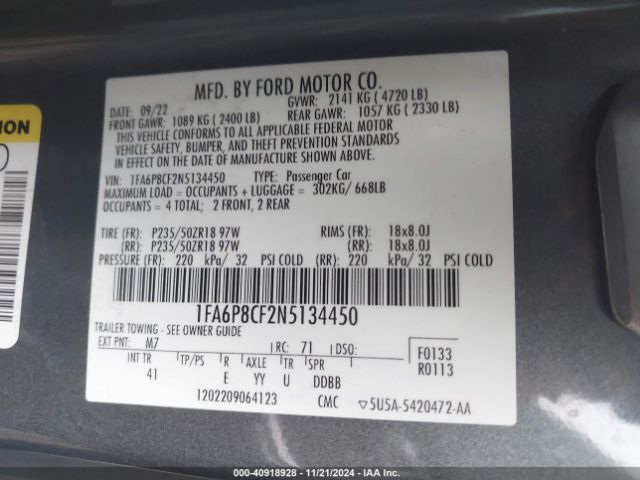 MFD. BY FORD MOTOR CO.
DATE: 09/22 GVWR: 2141 KG ( 4720 LB)
FRONT GAWR: 1089 KG ( 2400 LB) REAR GAWR: 1057 KG ( 2330 LB)
THIS VEHICLE CONFORMS TO ALL APPLICABLE FEDERAL MOTOR
VEHICLE SAFETY, BUMPER, AND THEFT PREVENTION STANDARDS
IN EFFECT ON THE DATE OF MANUFACTURE SHOWN ABOVE.
VIN: 1FA6P8CF2N5134450 TYPE: Passenger Car
MAXIMUM LOAD = OCCUPANTS + LUGGAGE = 302KG/ 668LB
OCCUPANTS = 4 TOTAL; 2 FRONT, 2 REAR
TIRE (FR): P235/50ZR18 97W RIMS (FR): 18x8.0J
(RR): P235/50ZR18 97W (RR): 18x8.0J
PRESSURE (FR): 220 kPa/ 32 PSI COLD (RR): 220 kPa/ 32 PSI COLD
1FA6P8CF2N5134450
TRAILER TOWING - SEE OWNER GUIDE
EXT PNT: M7 RC: 71 DSO: F0133
INT TR TP/PS R AXLE TR SPR R0113
41 E YY U DDBB
1202209064123 CMC ▽5U5A-5420472-AA
000-40918928 - 11/21/2024 - IAA Inc.